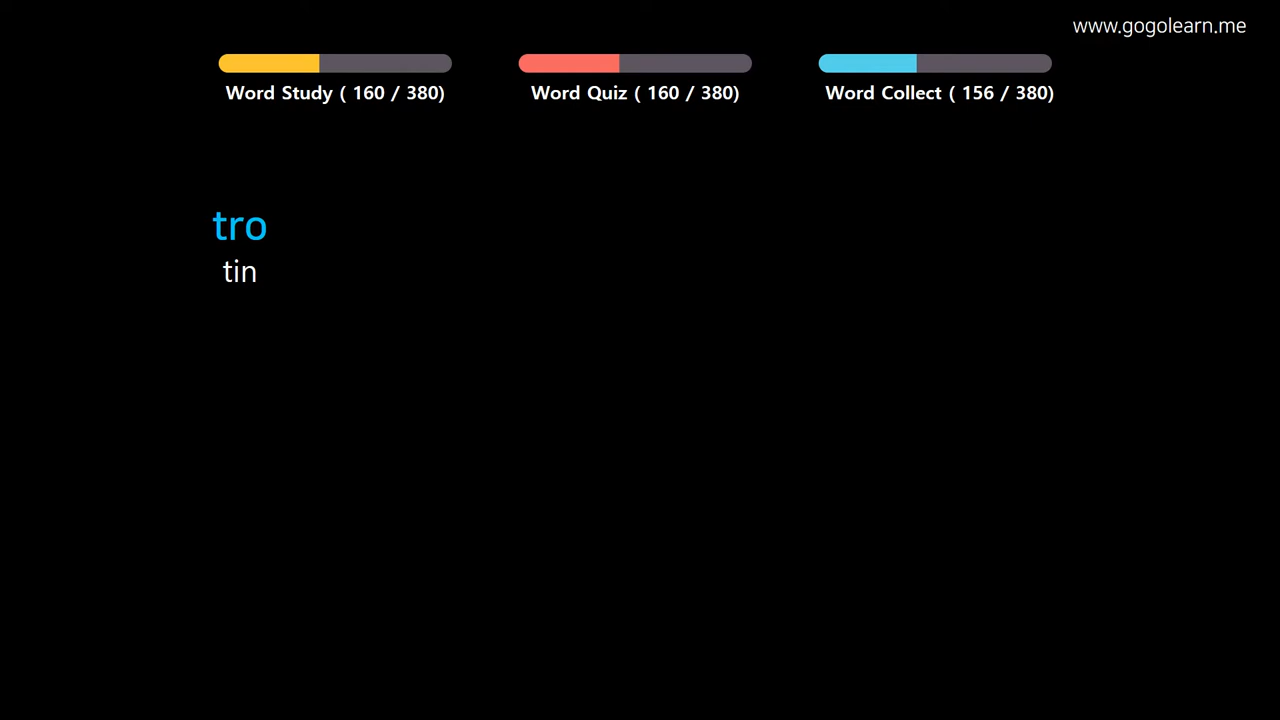 www.gogolearn.me
Word Study ( 160 / 380)
Word Quiz ( 160 / 380)
Word Collect ( 156 / 380)
tro
tin